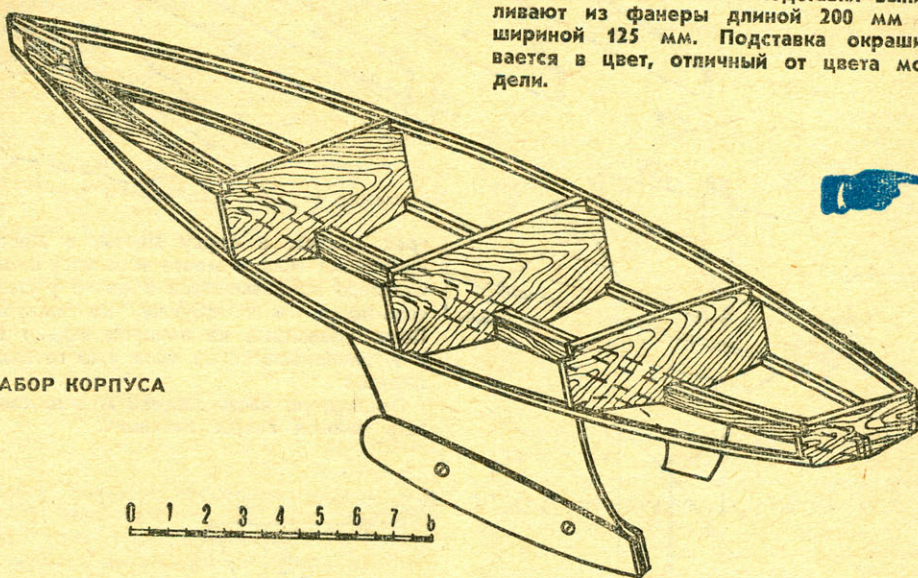 ливают из фанеры длиной 200 мм
шириной 125 мм. Подставка окраши-
вается в цвет, отличный от цвета мо
дели.
АБОР КОРПУСА
0 1 2 3 4 5 6 7